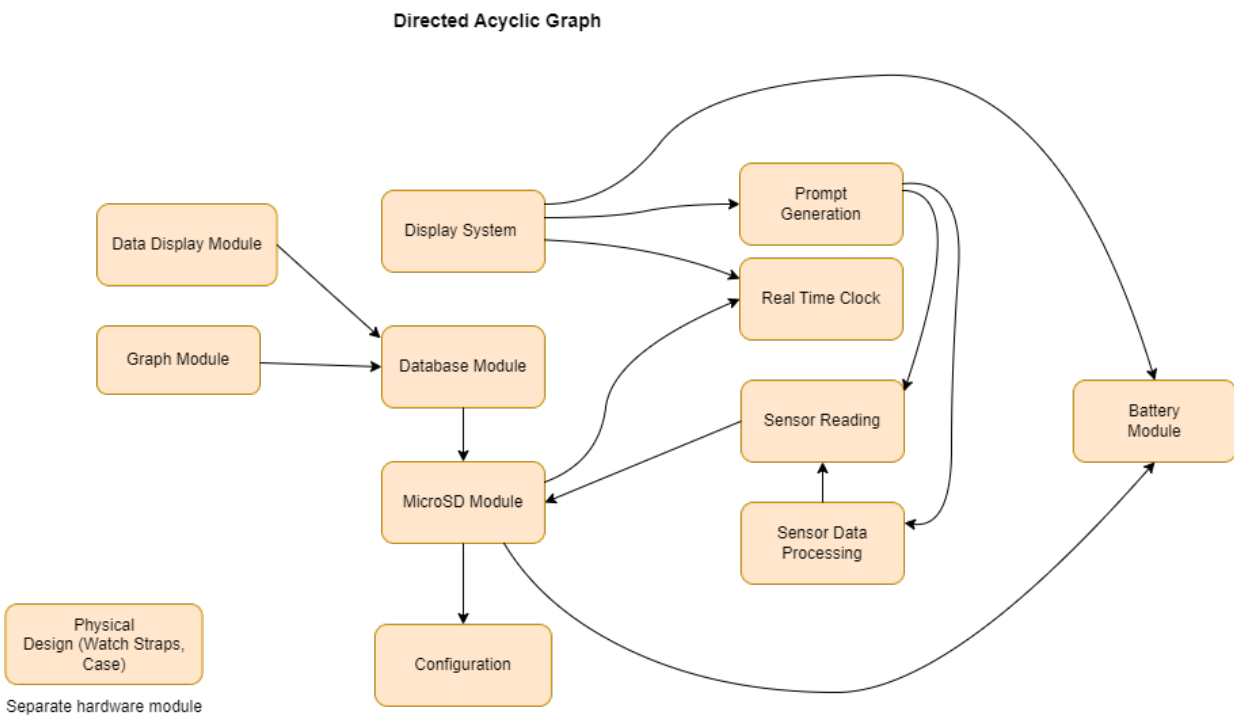 Directed Acyclic Graph
Prompt
Generation
Display System
Data Display Module
Real Time Clock
Graph Module
Database Module
Sensor Reading
Battery
Module
MicroSD Module
Sensor Data
Processing
Physical
Design (Watch Straps,
Case)
Configuration
Separate hardware module